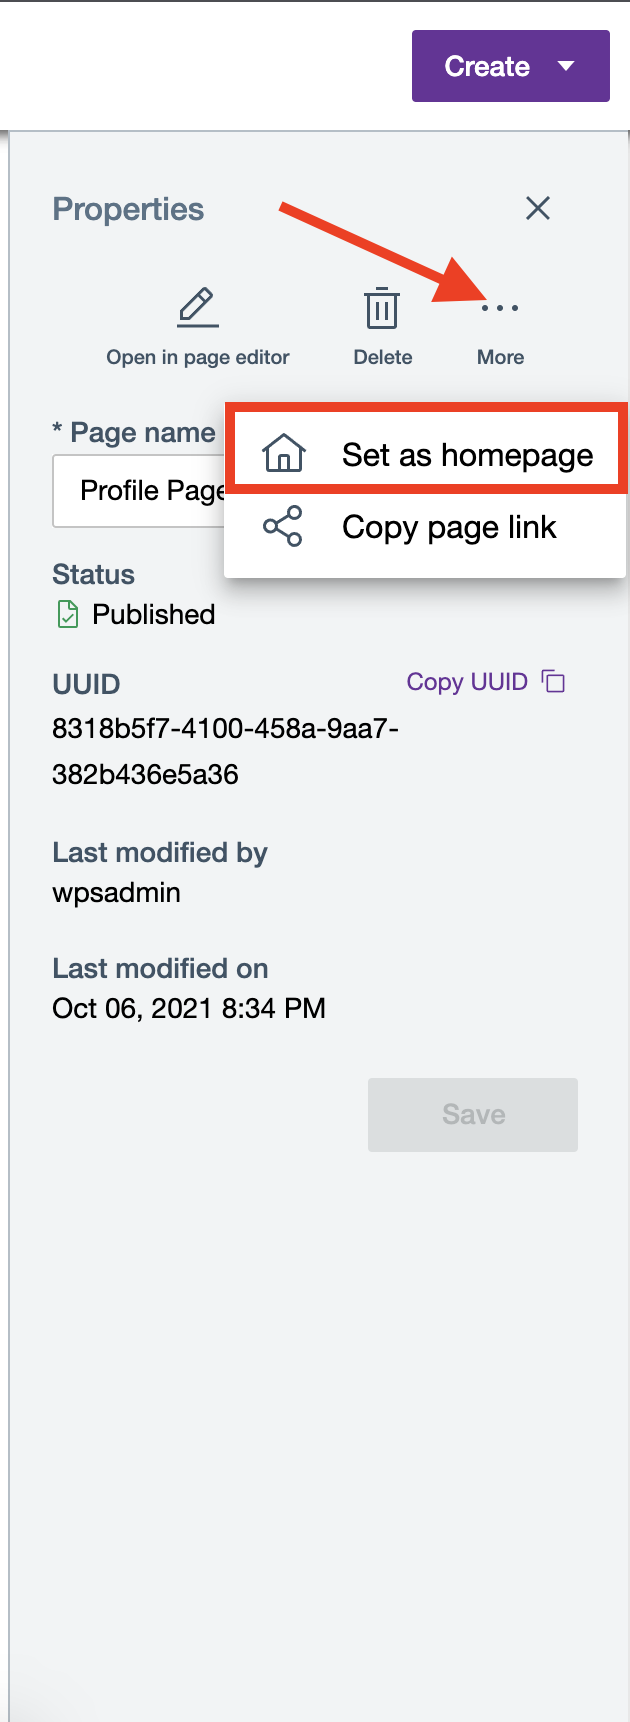 Create
Properties
Open in page editor
Delete
More
* Page name
Set as homepage
Profile Page
Copy page link
Status
Published
UUID
Copy UUID
8318b5f7-4100-458a-9aa7-
382b436e5a36
Last modified by
wpsadmin
Last modified on
Oct 06, 2021 8:34 PM
Save